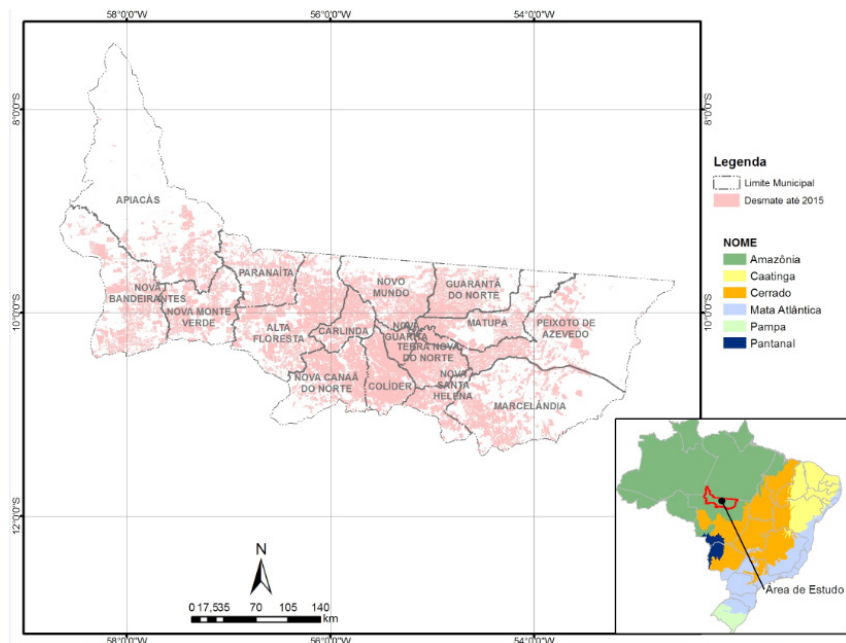 58°0'0"W 56°0'0"W 54°0'0"W
8°0'0"S 8°0'0"S
APIACÁS
PARANAÍTA
NOVA
BANDEIRANTES
NOVA MONTE
VERDE
ALTA
FLORESTA
CARLINDA
NOVO
MUNDO
GUARANTÃ
DO NORTE
NOVA
GUARITA
TERRA NOVA
DO NORTE
MATUPÁ
PEIXOTO DE
AZEVEDO
NOVA CANAÃ
DO NORTE
COLÍDER
NOVA
SANTA
HELENA
MARCELÂNDIA
10°0'0"S 10°0'0"S
12°0'0"S
58°0'0"W 56°0'0"W 54°0'0"W
N
0 17,535 70 105 140
km
Legenda
Limite Municipal
Desmate até 2015
NOME
Amazônia
Caatinga
Cerrado
Mata Atlântica
Pampa
Pantanal
Área de Estudo